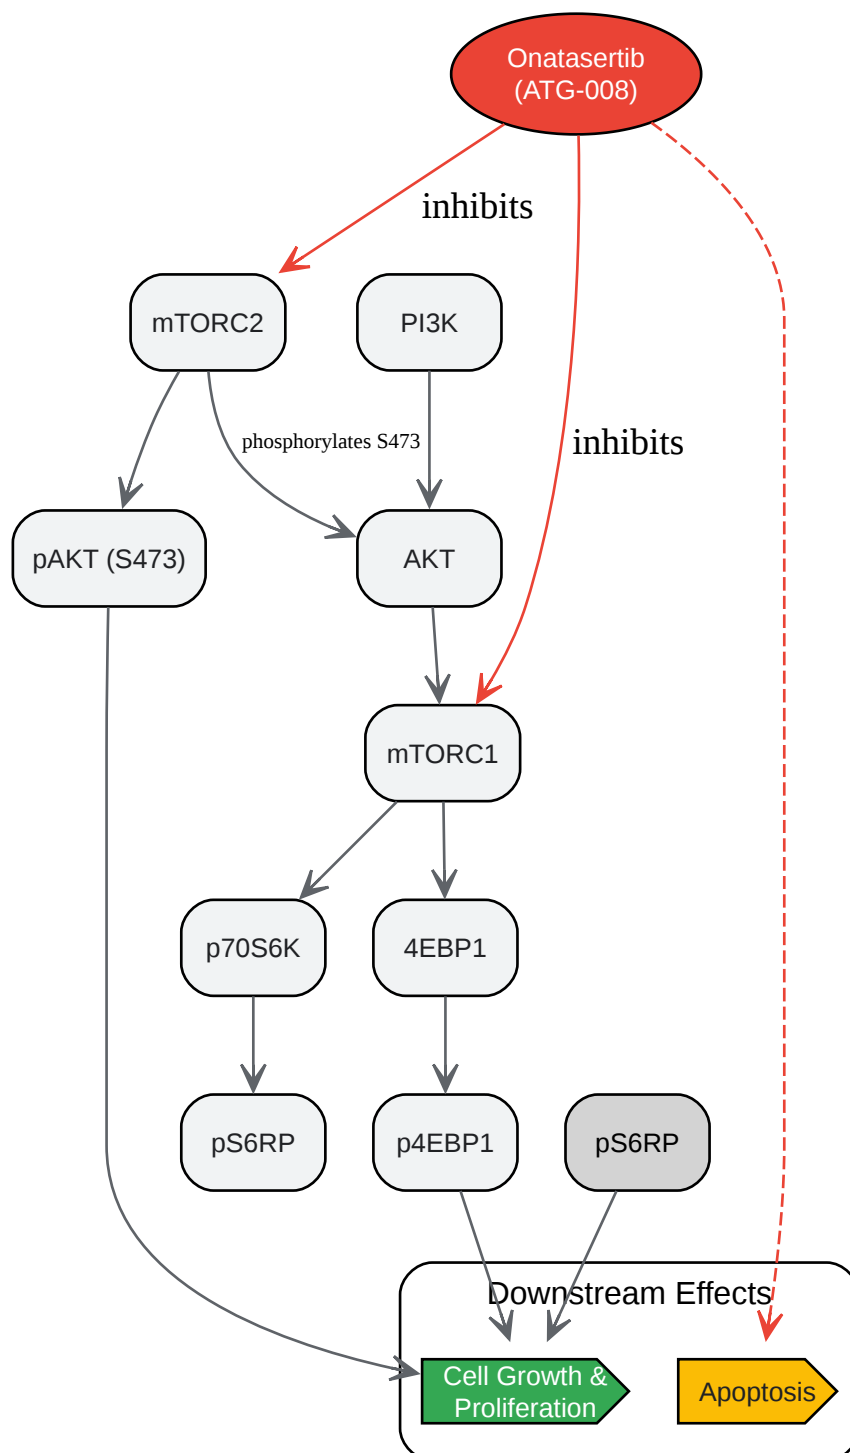 Onatasertib
(ATG-008)
inhibits
mTORC2
PI3K
phosphorylates S473
inhibits
pAKT (S473)
AKT
mTORC1
p70S6K
4EBP1
pS6RP
p4EBP1
pS6RP
Downstream Effects
Cell Growth &
Proliferation
Apoptosis